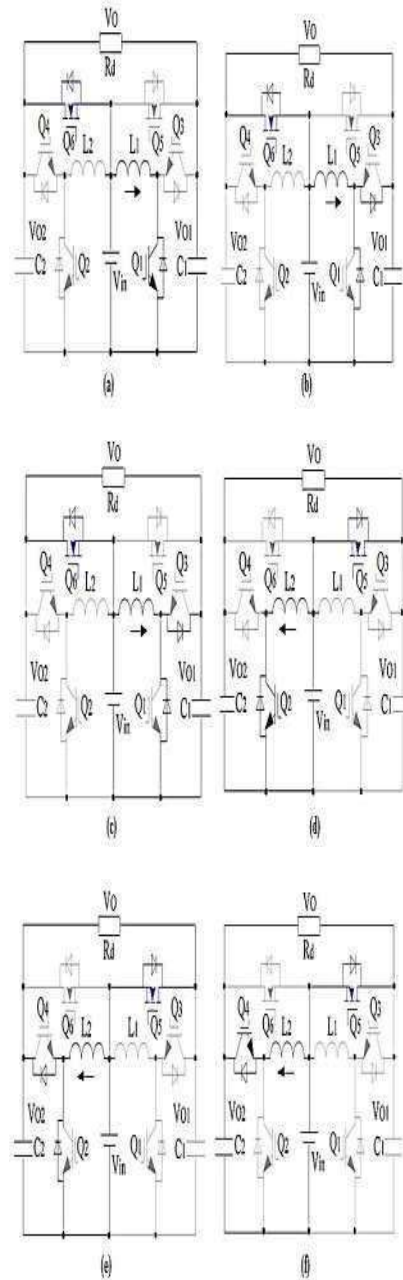 VO VO
Rd Rd
Q4 Q6 L2 L1 Q5 Q3 Q4 Q6 L2 L1 Q5 Q3
VO2 VO1 VO2 VO1
C2 Q2 Vin Q1 C1 C2 Q2 Vin Q1 C1
(a) (b)
VO VO
Rd Rd
Q4 Q6 L2 L1 Q5 Q3 Q4 Q6 L2 L1 Q5 Q3
VO2 VO1 VO2 VO1
C2 Q2 Vin Q1 C1 C2 Q2 Vin Q1 C1
(c) (d)
VO VO
Rd Rd
Q4 Q6 L2 L1 Q5 Q3 Q4 Q6 L2 L1 Q5 Q3
VO2 VO1 VO2 VO1
C2 Q2 Vin Q1 C1 C2 Q2 Vin Q1 C1
(e) (f)